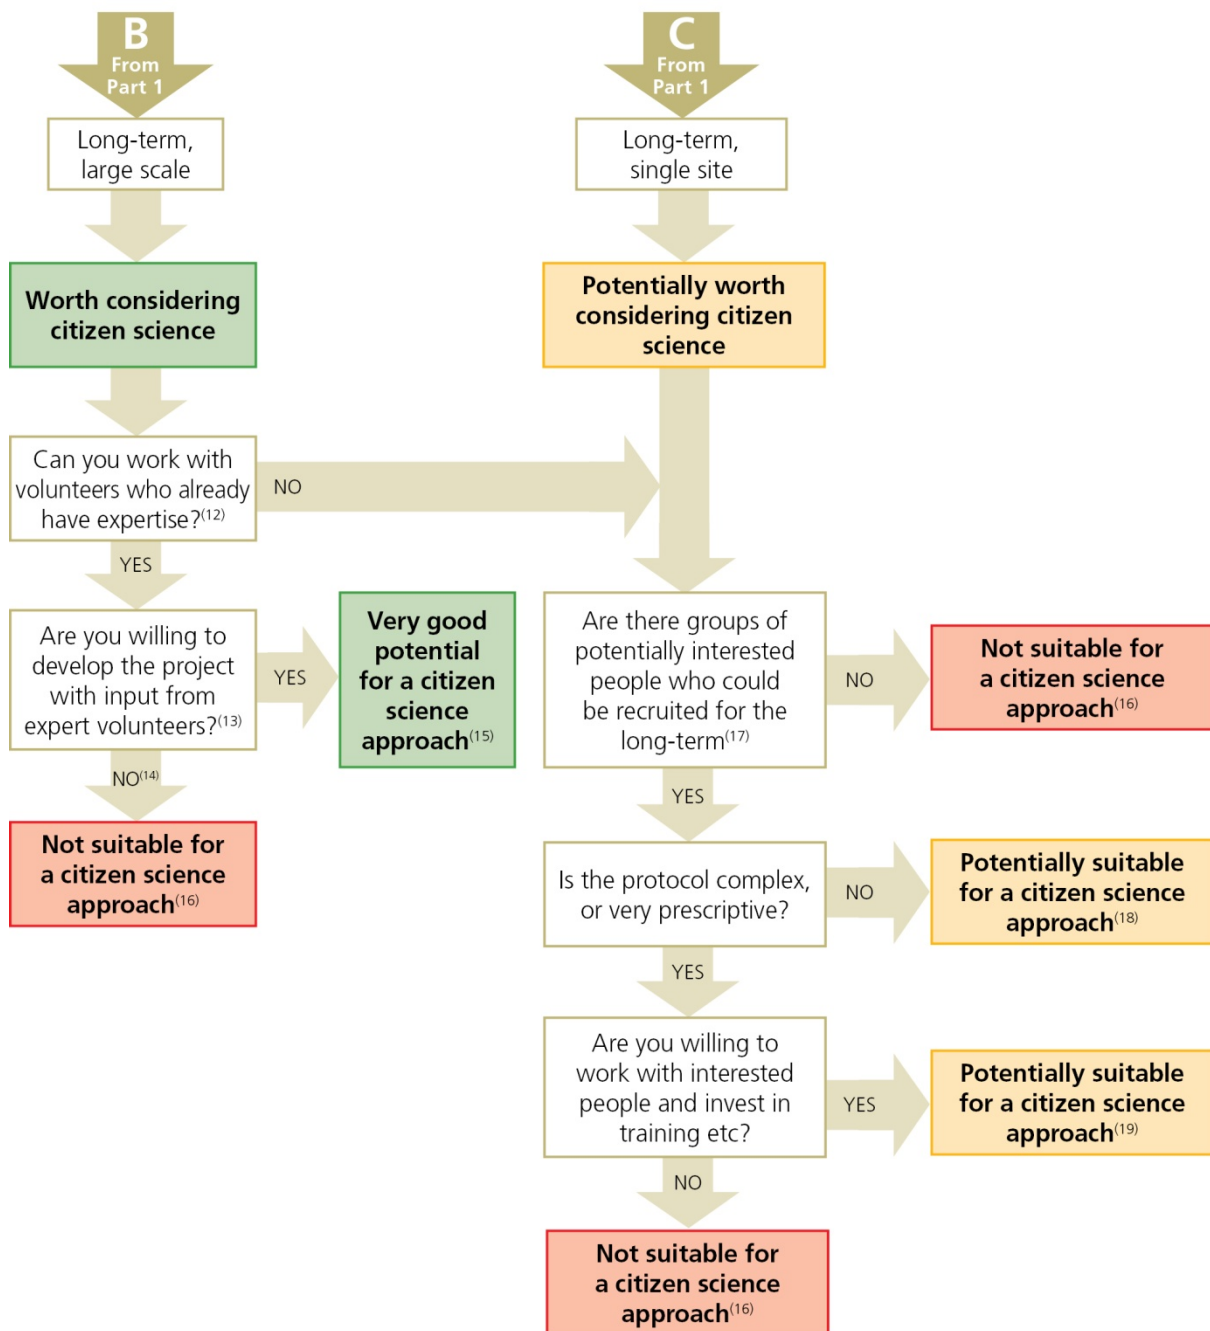 B
From
Part 1
Long-term,
large scale
Worth considering
citizen science
Can you work with
volunteers who already
have expertise?(12)
NO
YES
Are you willing to
develop the project
with input from
expert volunteers?(13)
YES
Very good
potential
for a citizen
science
approach(15)
NO(14)
Not suitable for
a citizen science
approach(16)
C
From
Part 1
Long-term,
single site
Potentially worth
considering citizen
science
Are there groups of
potentially interested
people who could
be recruited for the
long-term(17)
NO
Not suitable for
a citizen science
approach(16)
YES
Is the protocol complex,
or very prescriptive?
NO
Potentially suitable
for a citizen science
approach(18)
YES
Are you willing to
work with interested
people and invest in
training etc?
YES
Potentially suitable
for a citizen science
approach(19)
NO
Not suitable for
a citizen science
approach(16)